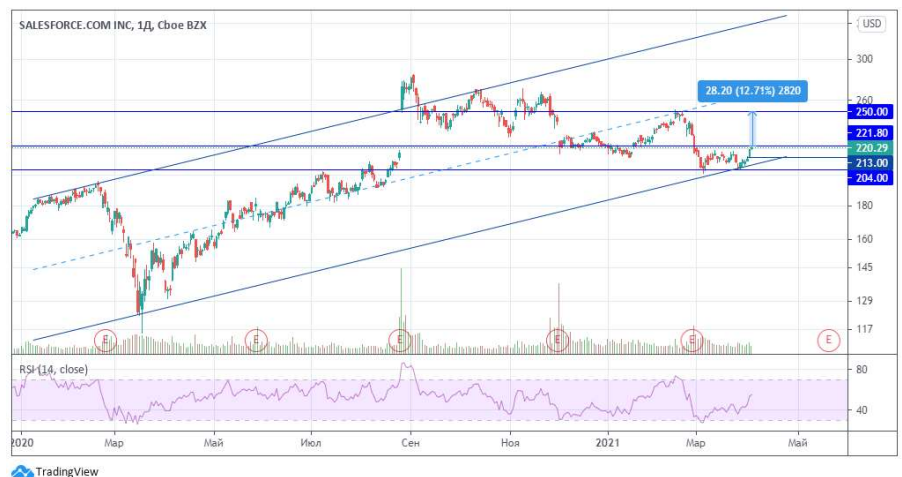 SALESFORCE.COM INC, 1Д, Cboe BZX
USD
300
260
28.20 (12.71%) 2820
250.00
221.80
220.29
213.00
204.00
180
160
145
129
117
E
E
E
E
E
E
RSI (14, close)
80
40
2020
Мар
Май
Июл
Сен
Ноя
2021
Мар
Май
TradingView